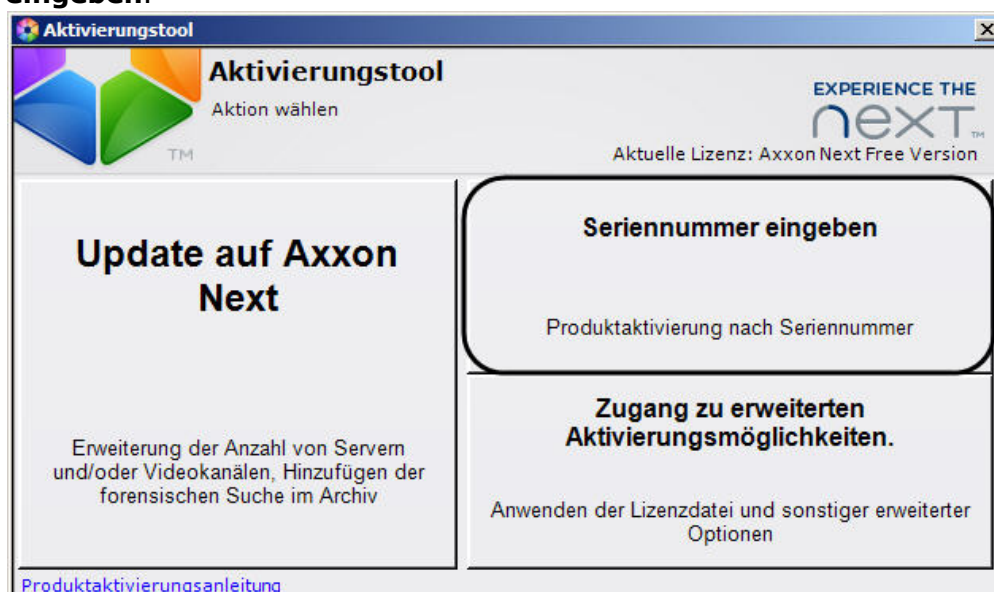 eingeben.
Aktivierungstool
Aktivierungstool
Aktion wählen
TM
EXPERIENCE THE
next™
Aktuelle Lizenz: Axxon Next Free Version
Update auf Axxon
Next
Erweiterung der Anzahl von Servern
und/oder Videokanälen, Hinzufügen der
forensischen Suche im Archiv
Seriennummer eingeben
Produktaktivierung nach Seriennummer
Zugang zu erweiterten
Aktivierungsmöglichkeiten.
Anwenden der Lizenzdatei und sonstiger erweiterter
Optionen
Produktaktivierungsanleitung